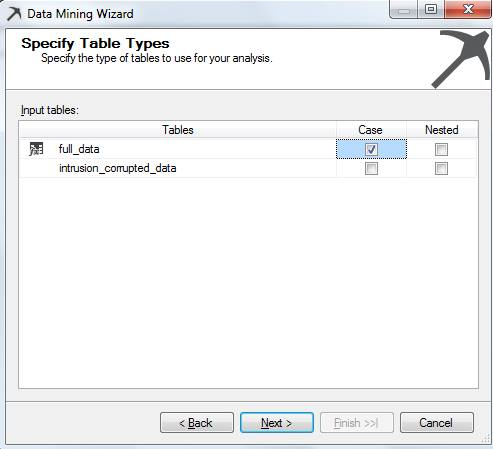 Data Mining Wizard
Specify Table Types
Specify the type of tables to use for your analysis.
Input tables:
Tables Case Nested
full_data
intrusion_corrupted_data
< Back Next > Finish >>| Cancel